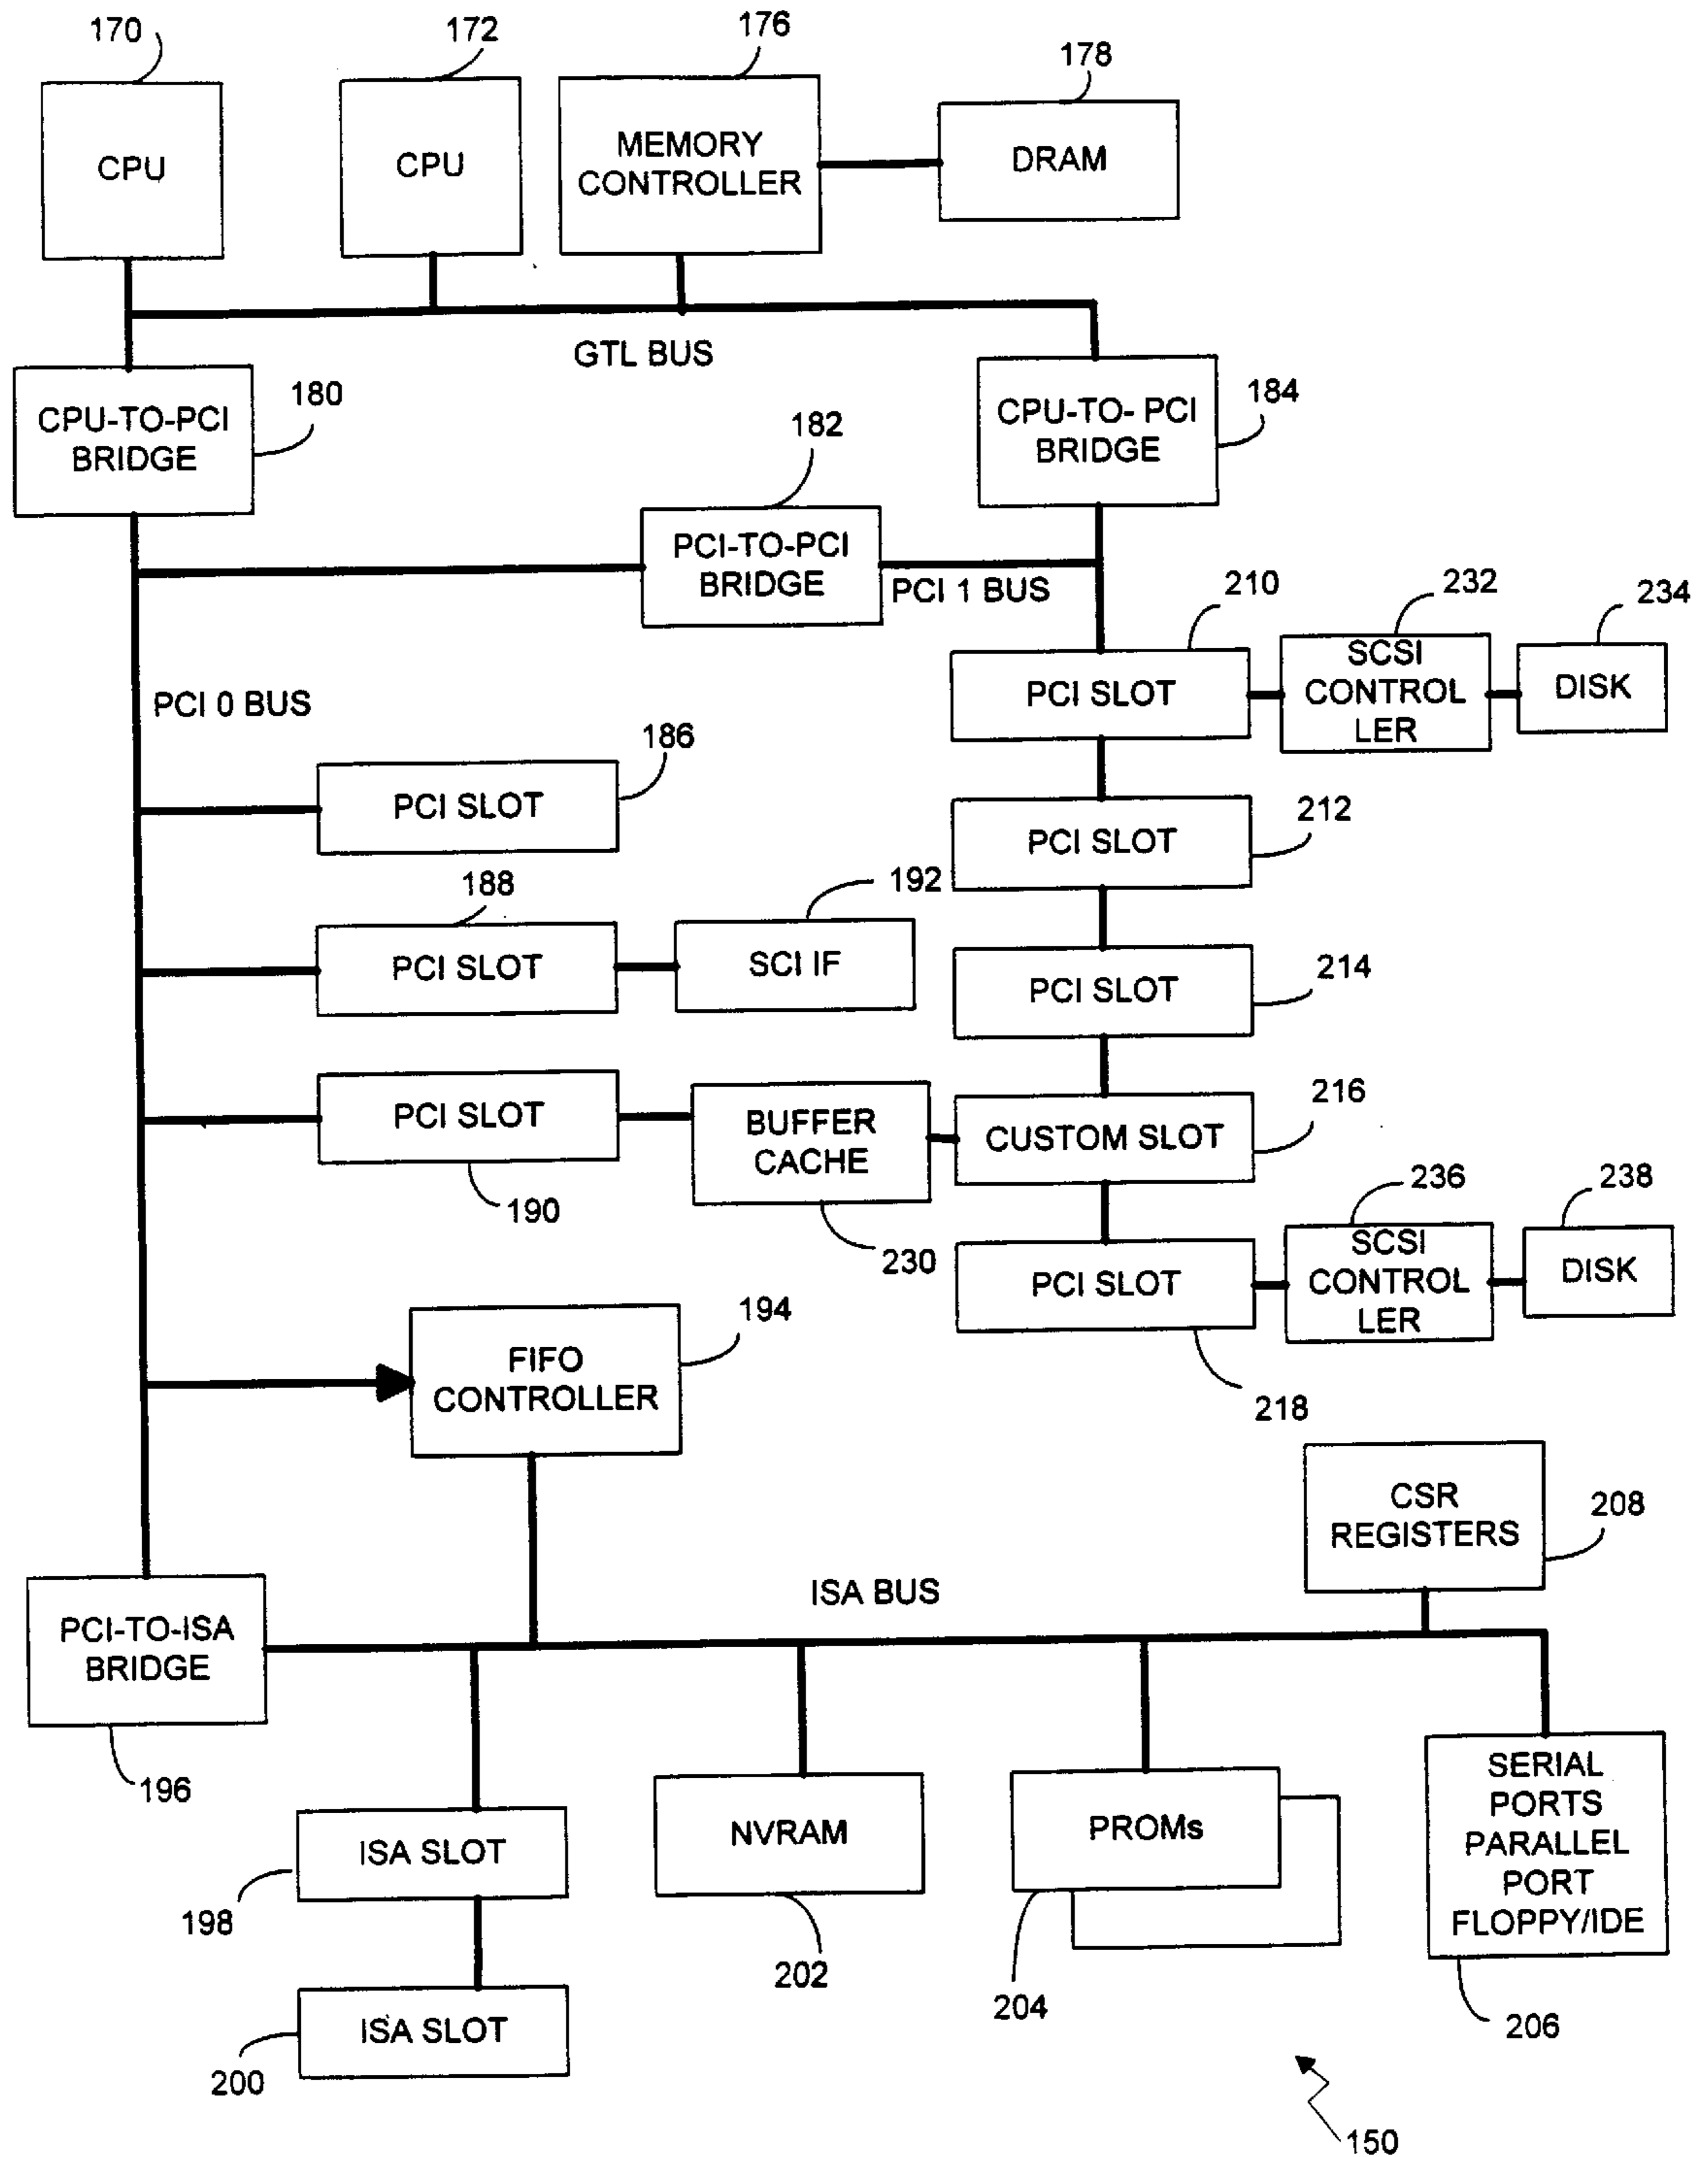 170
172
176
178
CPU
CPU
MEMORY
CONTROLLER
DRAM
GTL BUS
CPU-TO-PCI
BRIDGE
180
182
CPU-TO- PCI
BRIDGE
184
PCI-TO-PCI
BRIDGE
PCI 1 BUS
210
232
234
PCI 0 BUS
PCI SLOT
SCSI
CONTROL
LER
DISK
186
PCI SLOT
PCI SLOT
212
188
192
PCI SLOT
SCI IF
PCI SLOT
214
PCI SLOT
190
BUFFER
CACHE
230
CUSTOM SLOT
216
236
238
PCI SLOT
SCSI
CONTROL
LER
DISK
218
FIFO
CONTROLLER
194
CSR
REGISTERS
208
ISA BUS
PCI-TO-ISA
BRIDGE
196
ISA SLOT
198
NVRAM
202
PROMs
204
SERIAL
PORTS
PARALLEL
PORT
FLOPPY/IDE
206
ISA SLOT
200
150